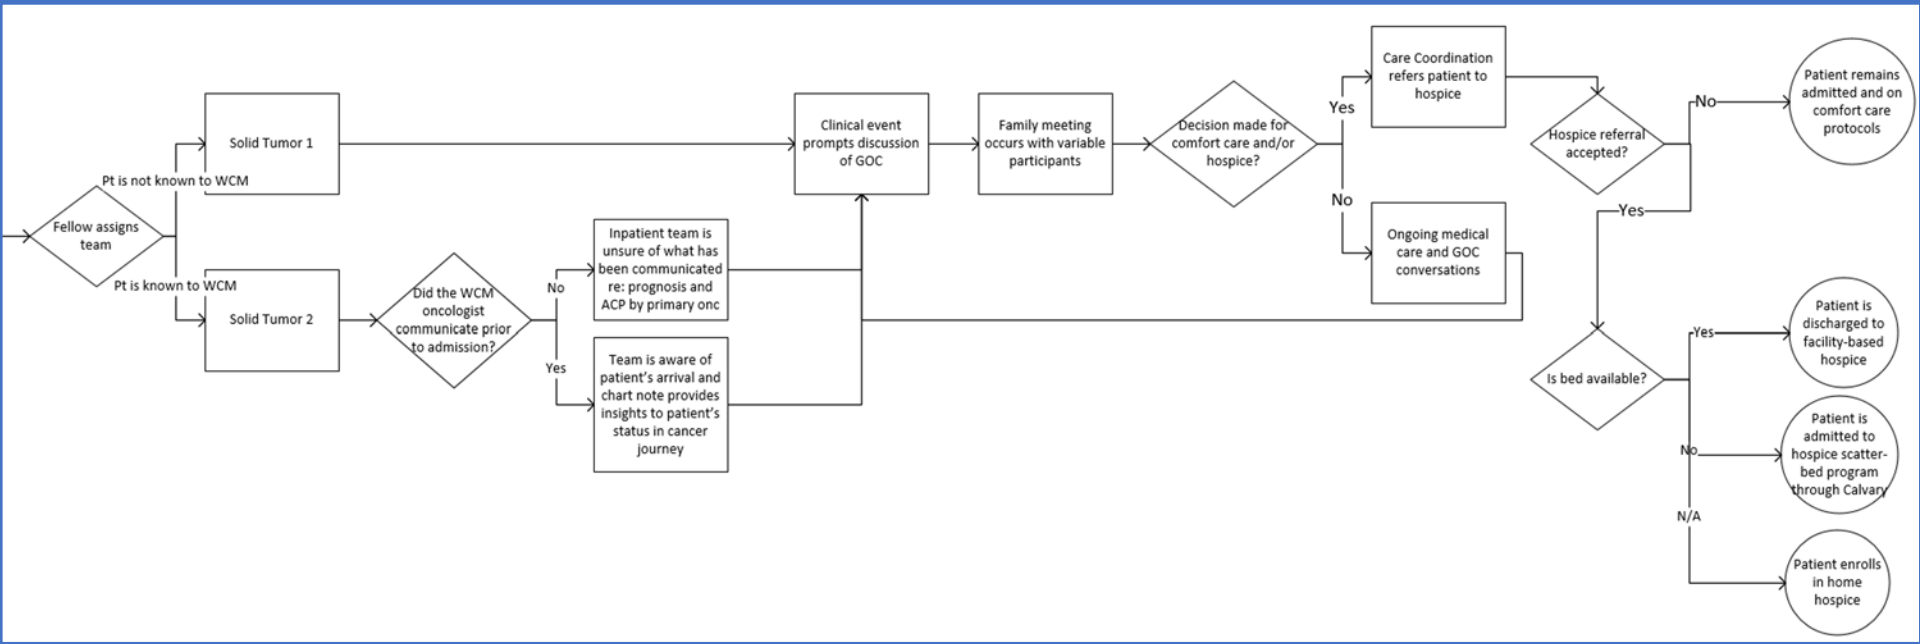 Fellow assigns
team
Pt is not known to WCM
Pt is known to WCM
Solid Tumor 1
Solid Tumor 2
Did the WCM
oncologist
communicate prior
to admission?
No
Yes
Inpatient team is
unsure of what has
been communicated
re: prognosis and
ACP by primary onc
Team is aware of
patient's arrival and
chart note provides
insights to patient's
status in cancer
journey
Clinical event
prompts discussion
of GOC
Family meeting
occurs with variable
participants
Decision made for
comfort care and/or
hospice?
Yes
No
Care Coordination
refers patient to
hospice
Ongoing medical
care and GOC
conversations
Hospice referral
accepted?
No
Yes
Patient remains
admitted and on
comfort care
protocols
Is bed available?
Yes
No
N/A
Patient is
discharged to
facility-based
hospice
Patient is
admitted to
hospice scatter-
bed program
through Calvary
Patient enrolls
in home
hospice